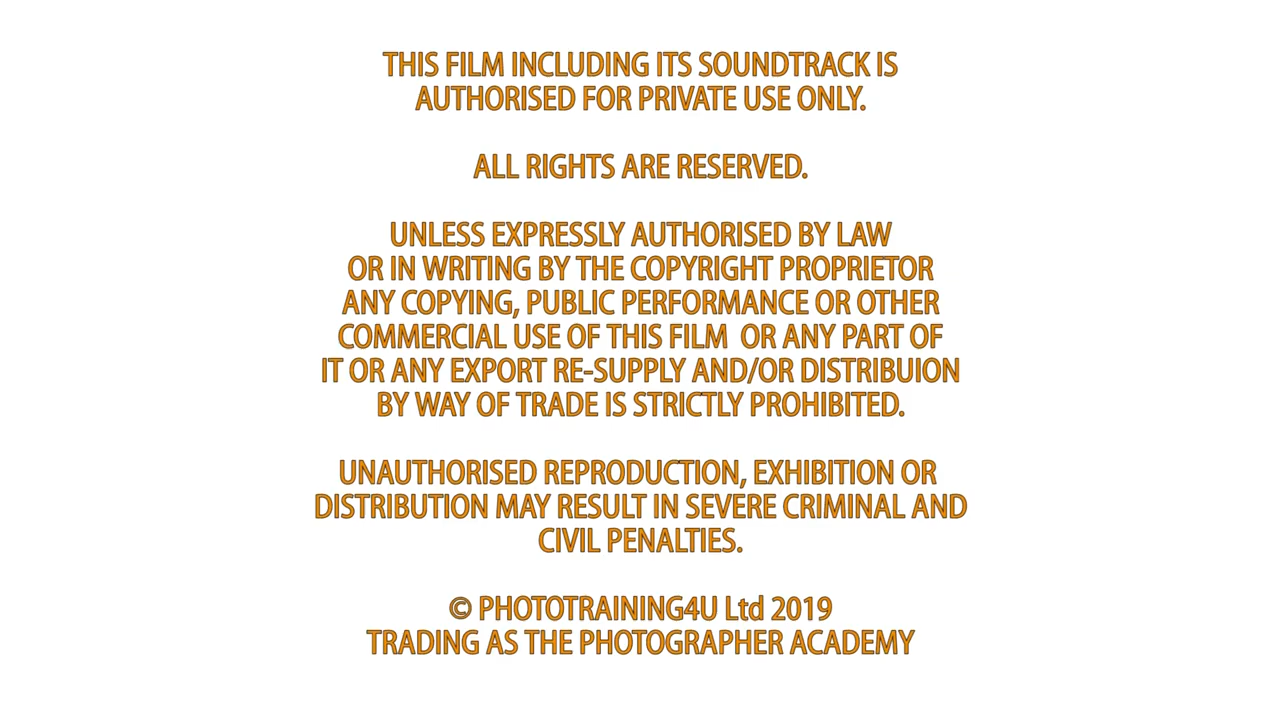 THIS FILM INCLUDING ITS SOUNDTRACK IS
AUTHORISED FOR PRIVATE USE ONLY.
ALL RIGHTS ARE RESERVED.
UNLESS EXPRESSLY AUTHORISED BY LAW
OR IN WRITING BY THE COPYRIGHT PROPRIETOR
ANY COPYING, PUBLIC PERFORMANCE OR OTHER
COMMERCIAL USE OF THIS FILM  OR ANY PART OF
IT OR ANY EXPORT RE-SUPPLY AND/OR DISTRIBUION
BY WAY OF TRADE IS STRICTLY PROHIBITED.
UNAUTHORISED REPRODUCTION, EXHIBITION OR
DISTRIBUTION MAY RESULT IN SEVERE CRIMINAL AND
CIVIL PENALTIES.
© PHOTOTRAINING4U Ltd 2019
TRADING AS THE PHOTOGRAPHER ACADEMY